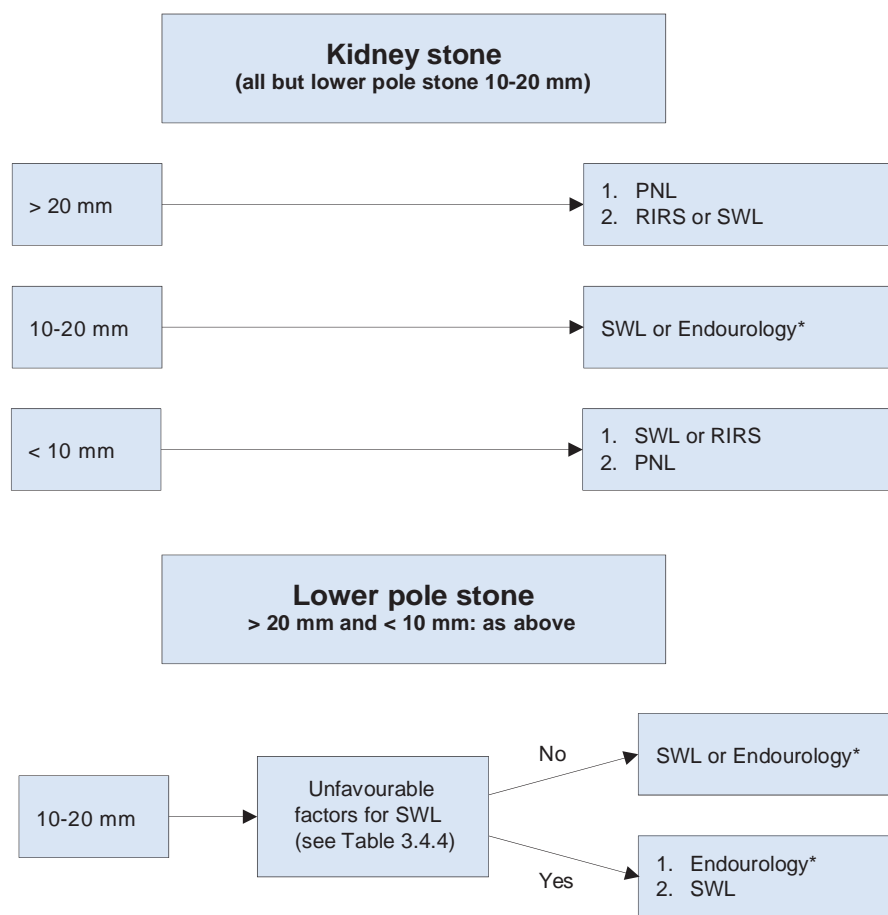 Kidney stone
(all but lower pole stone 10-20 mm)
> 20 mm
1. PNL
2. RIRS or SWL
10-20 mm
SWL or Endourology*
< 10 mm
1. SWL or RIRS
2. PNL
Lower pole stone
> 20 mm and < 10 mm: as above
10-20 mm
Unfavourable
factors for SWL
(see Table 3.4.4)
No
SWL or Endourology*
Yes
1. Endourology*
2. SWL